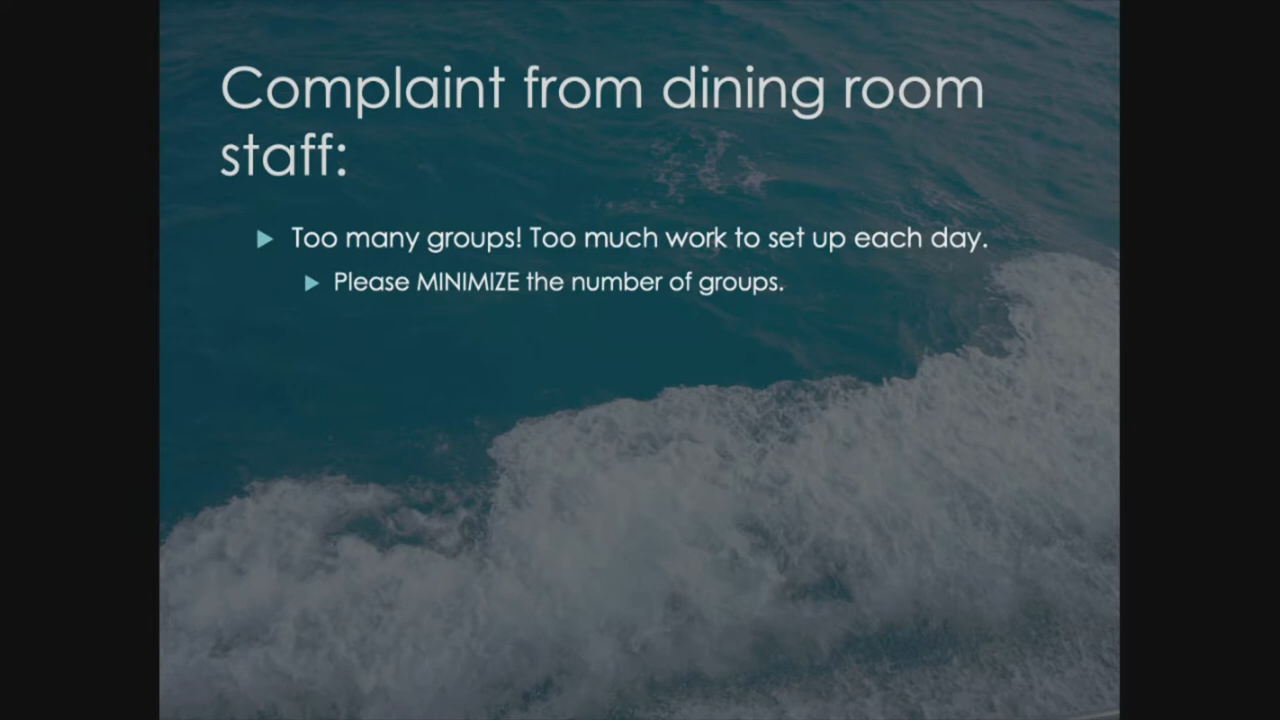 Complaint from dining room
staff:
Too many groups! Too much work to set up each day.
Please MINIMIZE the number of groups.